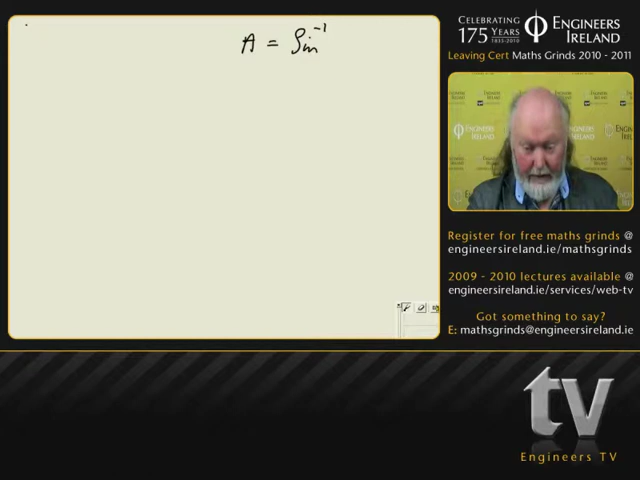 A = Sin⁻¹
CELEBRATING
175 YEARS
1835-2010
ENGINEERS
IRELAND
Leaving Cert Maths Grinds 2010 - 2011
ENGINEERS
IRELAND
Register for free maths grinds @
engineersireland.ie/mathsgrinds
2009 - 2010 lectures available @
engineersireland.ie/services/web-tv
Got something to say?
E: mathsgrinds@engineersireland.ie
tv
Engineers TV